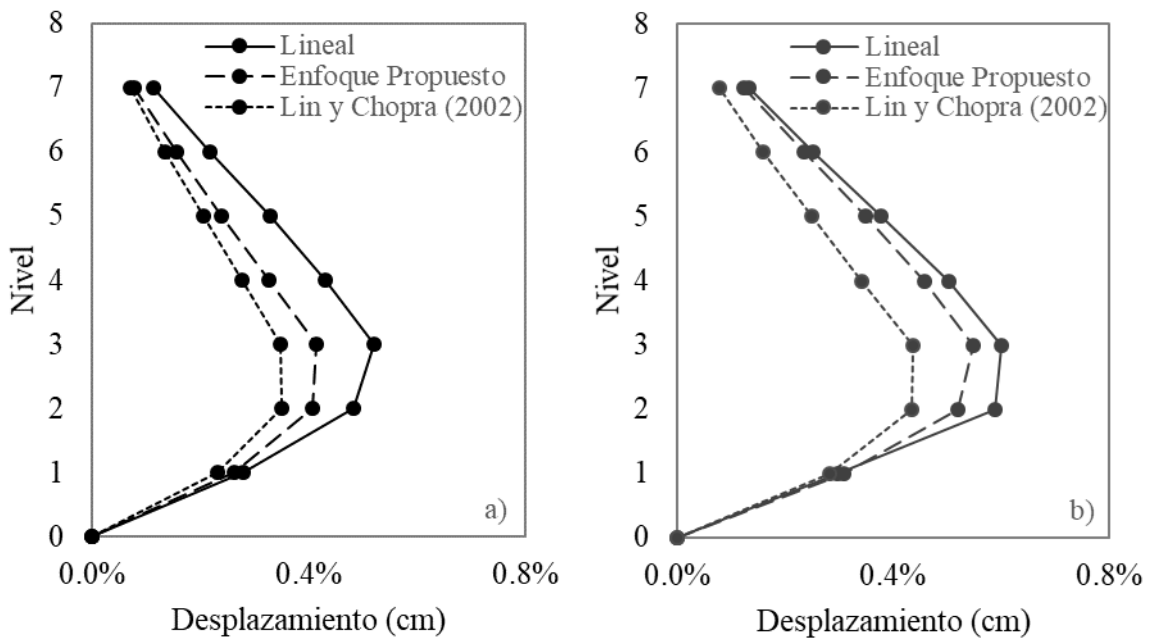 8
7
6
5
4
3
2
1
0
Nivel
Lineal
Enfoque Propuesto
Lin y Chopra (2002)
a)
0.0%
0.4%
0.8%
Desplazamiento (cm)
8
7
6
5
4
3
2
1
0
Nivel
Lineal
Enfoque Propuesto
Lin y Chopra (2002)
b)
0.0%
0.4%
0.8%
Desplazamiento (cm)